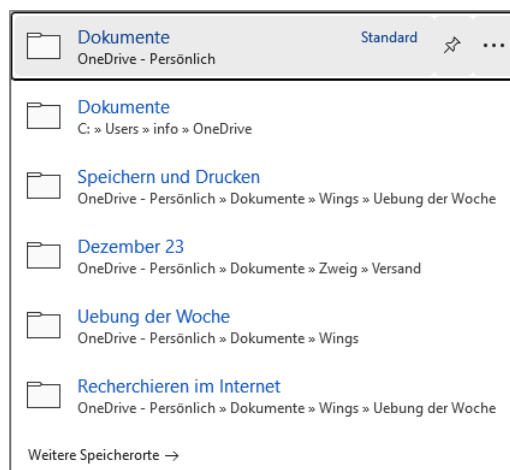 Dokumente Standard
OneDrive - Persönlich
Dokumente
C: » Users » info » OneDrive
Speichern und Drucken
OneDrive - Persönlich » Dokumente » Wings » Uebung der Woche
Dezember 23
OneDrive - Persönlich » Dokumente » Zweig » Versand
Uebung der Woche
OneDrive - Persönlich » Dokumente » Wings
Recherchieren im Internet
OneDrive - Persönlich » Dokumente » Wings » Uebung der Woche
Weitere Speicherorte →